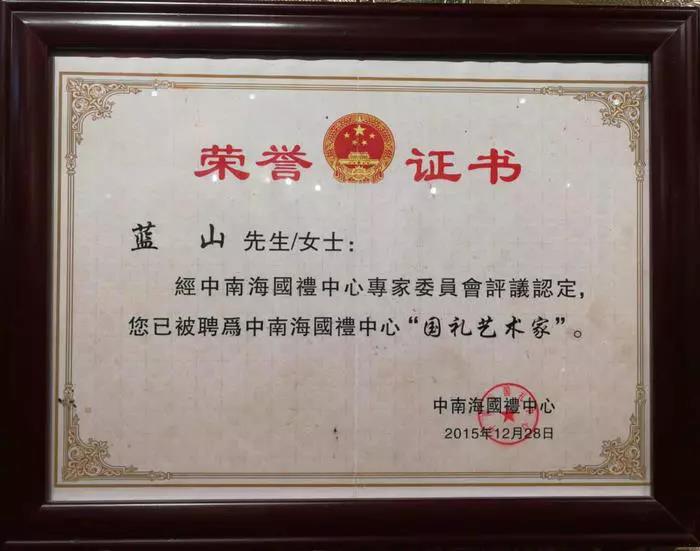 荣誉证书
蓝 山 先生/女士：
經中南海國禮中心專家委員會評議認定，
您已被聘爲中南海國禮中心“国礼艺术家”。
中南海國禮中心
2015年12月28日